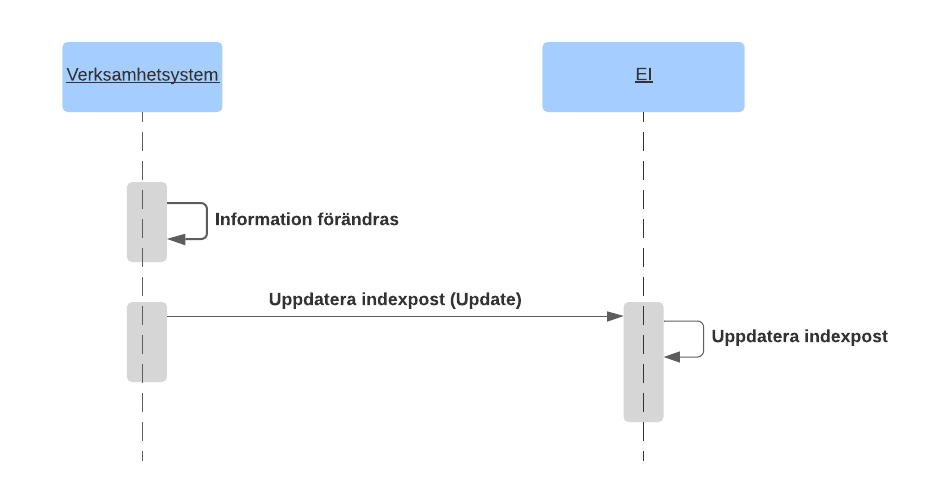 Verksamhetsystem
EI
Information förändras
Uppdatera indexpost (Update)
Uppdatera indexpost